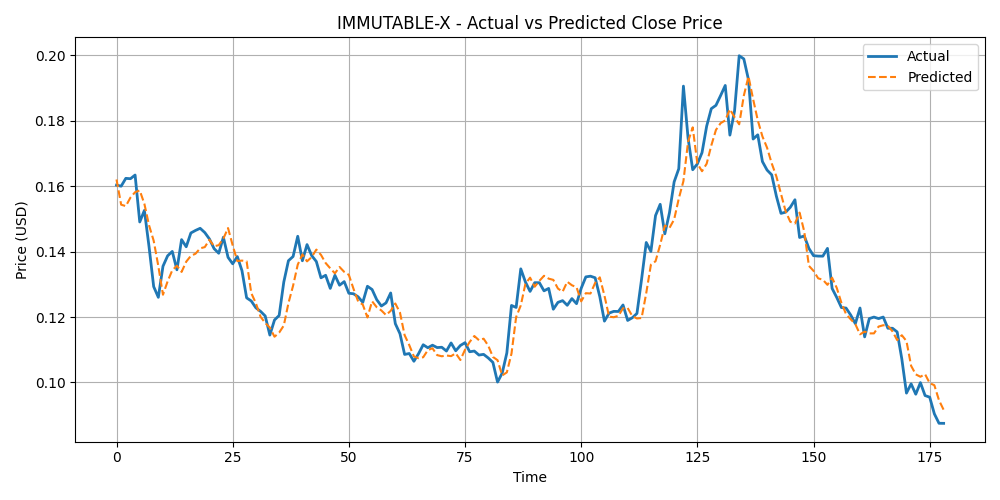 IMMUTABLE-X - Actual vs Predicted Close Price
Actual
Predicted
Price (USD)
0.20
0.18
0.16
0.14
0.12
0.10
0 25 50 75 100 125 150 175
Time